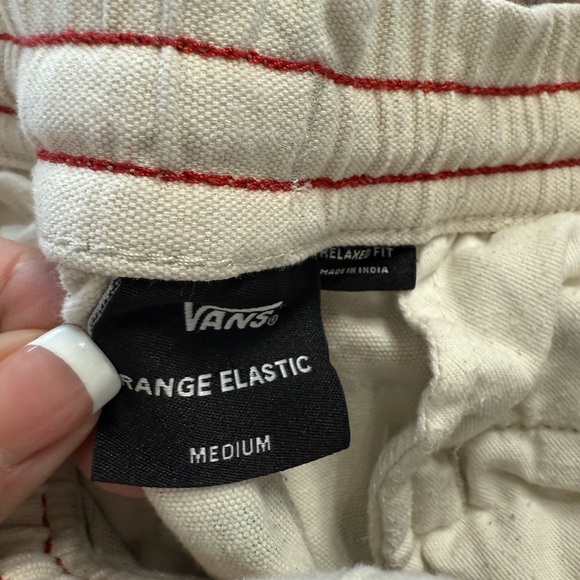 VANS®
RANGE ELASTIC
MEDIUM
RELAXED FIT
MADE IN INDIA